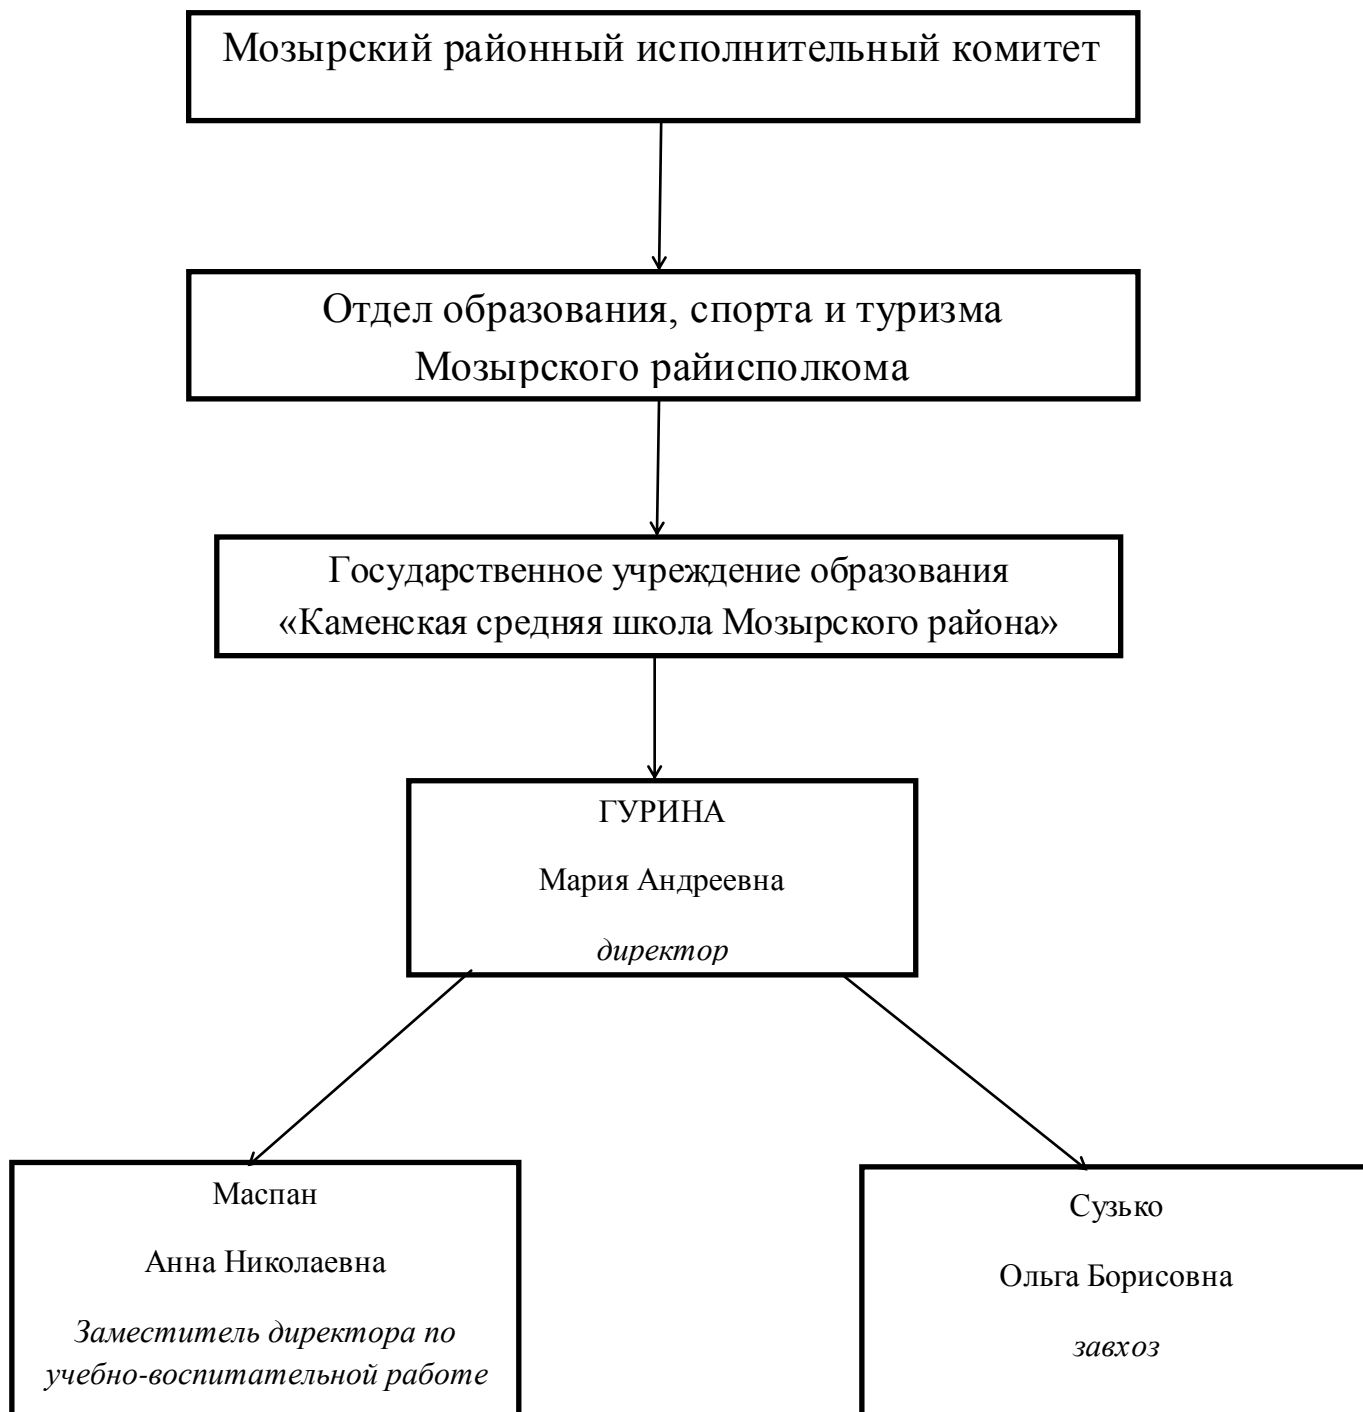 Мозырский районный исполнительный комитет
Отдел образования, спорта и туризма
Мозырского райисполкома
Государственное учреждение образования
«Каменская средняя школа Мозырского района»
ГУРИНА
Мария Андреевна
директор
Маспан
Анна Николаевна
Заместитель директора по
учебно-воспитательной работе
Сузько
Ольга Борисовна
завхоз